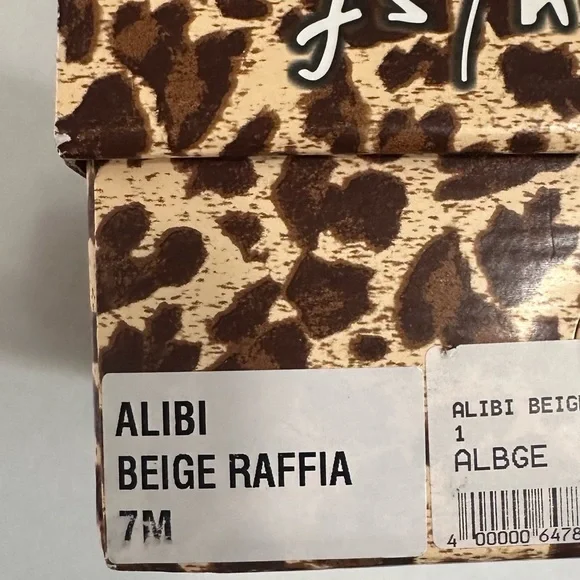 ALIBI
BEIGE RAFFIA
7M
ALIBI BEIG
1
ALBGE
4 00000 6478